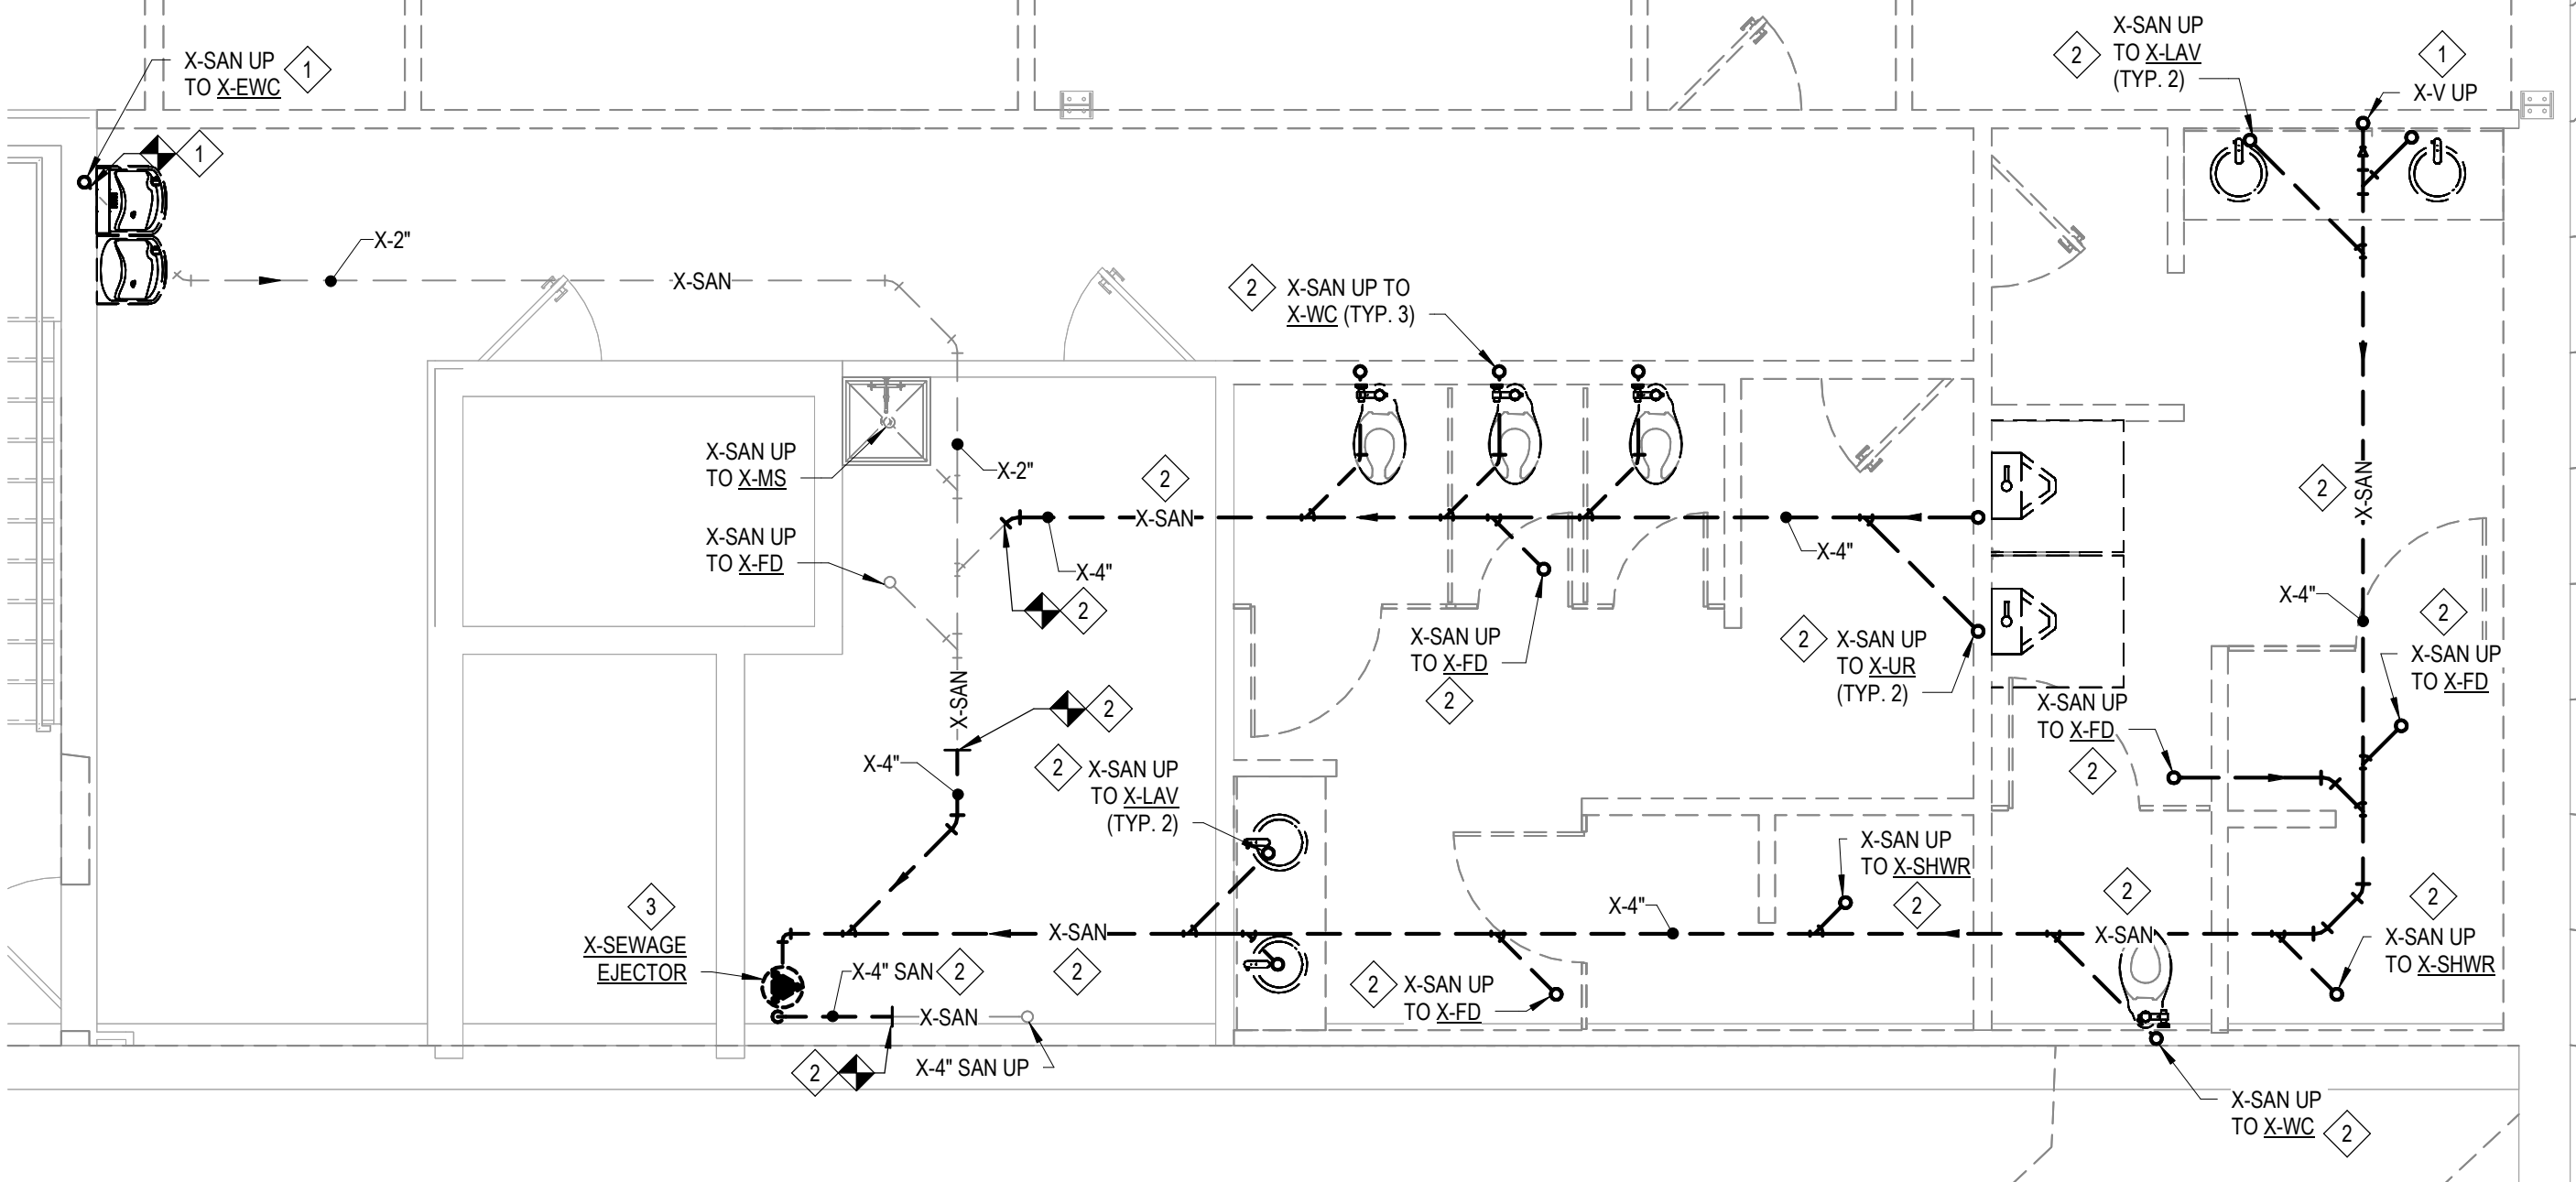 X-SAN UP
TO X-EWC
1
1
X-2"
X-SAN
2
X-SAN UP TO
X-WC (TYP. 3)
2
X-SAN UP
TO X-LAV
(TYP. 2)
1
X-V UP
X-SAN UP
TO X-MS
X-2"
2
X-SAN
X-SAN UP
TO X-FD
X-4"
2
X-4"
2
X-SAN
X-SAN UP
TO X-FD
2
2
X-SAN UP
TO X-UR
(TYP. 2)
X-4"
2
X-SAN UP
TO X-FD
X-SAN UP
TO X-FD
2
X-SAN
2
X-4"
2
X-SAN UP
TO X-LAV
(TYP. 2)
X-SAN UP
TO X-SHWR
2
X-4"
3
X-SEWAGE
EJECTOR
X-SAN
2
X-4" SAN
2
X-SAN
2
X-4" SAN UP
2
X-SAN UP
TO X-FD
2
X-SAN
2
X-SAN UP
TO X-SHWR
X-SAN UP
TO X-WC
2